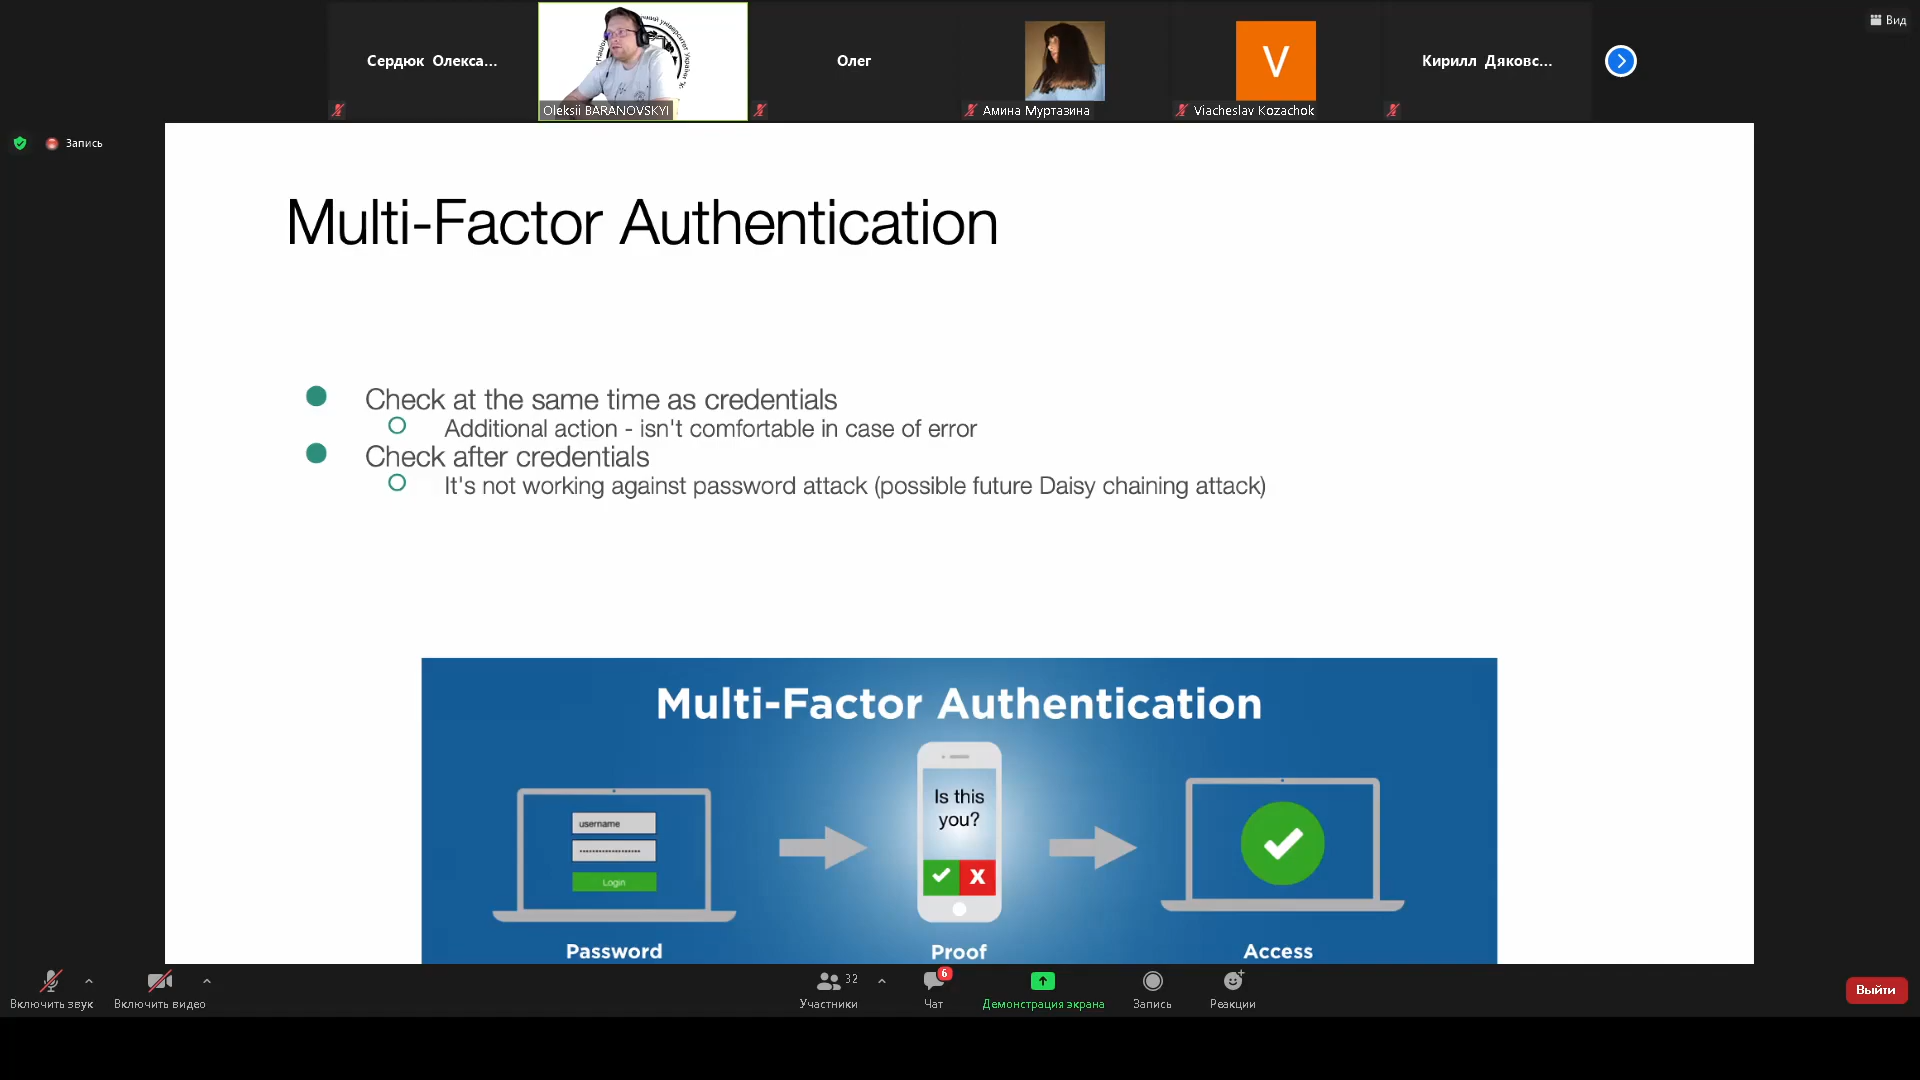 Сердюк Олекса...
Oleksii BARANOVSKYI
Олег
Амина Муртазина
V
Viacheslav Kozachok
Кирилл Дяковс...
Вид
Запись
Multi-Factor Authentication
Check at the same time as credentials
Additional action - isn't comfortable in case of error
Check after credentials
It's not working against password attack (possible future Daisy chaining attack)
Multi-Factor Authentication
username
Login
Is this
you?
Password
Proof
Access
Включить звук
Включить видео
32
Участники
6
Чат
Демонстрация экрана
Запись
Реакции
Выйти